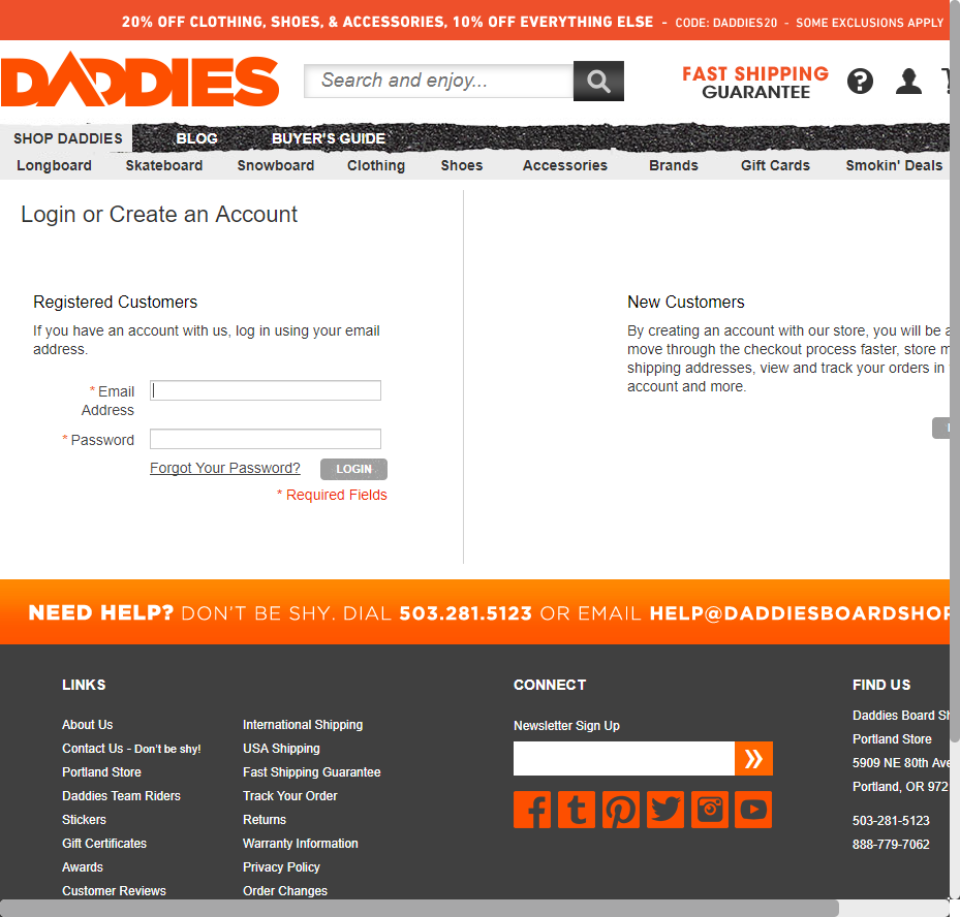 20% OFF CLOTHING, SHOES, & ACCESSORIES, 10% OFF EVERYTHING ELSE - CODE: DADDIES20 - SOME EXCLUSIONS APPLY
DADDIES
Search and enjoy...
FAST SHIPPING
GUARANTEE
?
SHOP DADDIES BLOG BUYER'S GUIDE
Longboard Skateboard Snowboard Clothing Shoes Accessories Brands Gift Cards Smokin' Deals
Login or Create an Account
Registered Customers
If you have an account with us, log in using your email
address.
* Email
Address
* Password
Forgot Your Password? LOGIN
* Required Fields
New Customers
By creating an account with our store, you will be
move through the checkout process faster, store
shipping addresses, view and track your orders in
account and more.
NEED HELP? DON'T BE SHY. DIAL 503.281.5123 OR EMAIL HELP@DADDIESBOARDSHOP
LINKS
About Us
Contact Us - Don't be shy!
Portland Store
Daddies Team Riders
Stickers
Gift Certificates
Awards
Customer Reviews
International Shipping
USA Shipping
Fast Shipping Guarantee
Track Your Order
Returns
Warranty Information
Privacy Policy
Order Changes
CONNECT
Newsletter Sign Up
FIND US
Daddies Board
Portland Store
5909 NE 80th Ave
Portland, OR 972
503-281-5123
888-779-7062